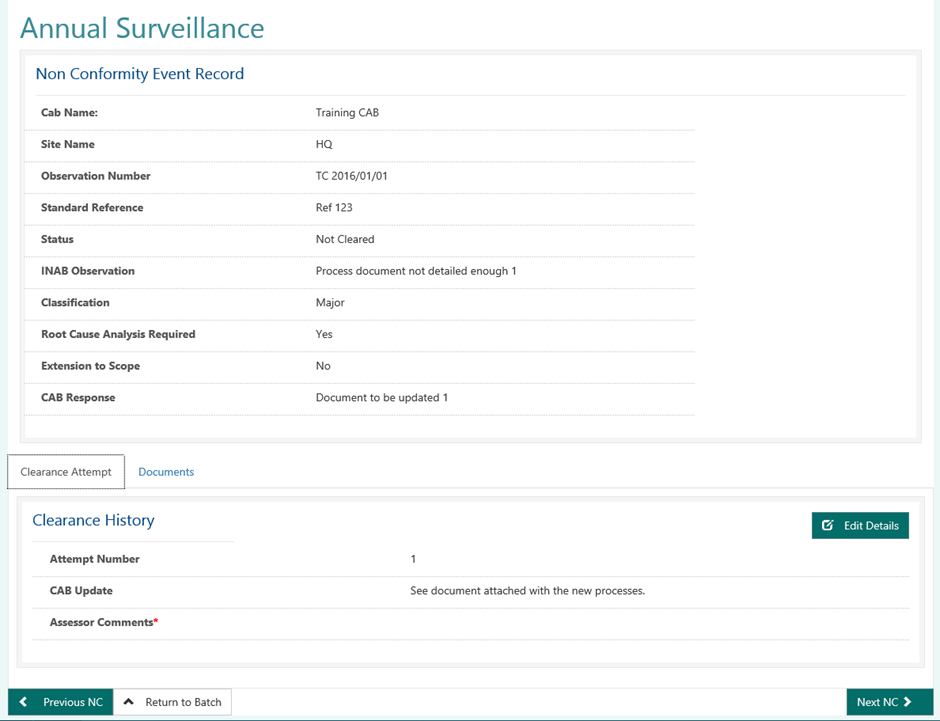 Annual Surveillance
Non Conformity Event Record
Cab Name: Training CAB
Site Name HQ
Observation Number TC 2016/01/01
Standard Reference Ref 123
Status Not Cleared
INAB Observation Process document not detailed enough 1
Classification Major
Root Cause Analysis Required Yes
Extension to Scope No
CAB Response Document to be updated 1
Clearance Attempt Documents
Clearance History Edit Details
Attempt Number 1
CAB Update See document attached with the new processes.
Assessor Comments*
Previous NC Return to Batch Next NC